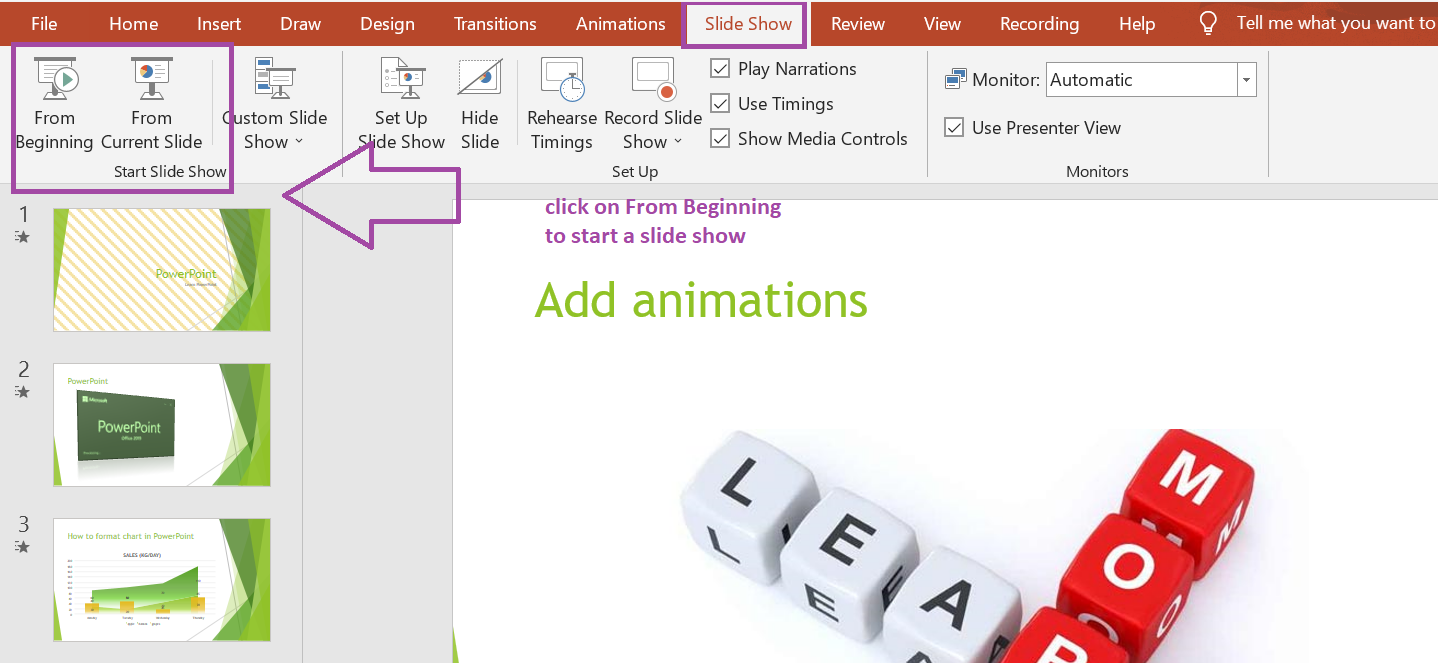 File Home Insert Draw Design Transitions Animations Slide Show Review View Recording Help Tell me what you want to
From Beginning
From Current Slide
Custom Slide Show
Set Up Slide Show
Hide Slide
Rehearse Timings
Record Slide Show
Play Narrations
Use Timings
Show Media Controls
Monitor: Automatic
Use Presenter View
Start Slide Show
Set Up
Monitors
click on From Beginning
to start a slide show
Add animations
1
PowerPoint
2
PowerPoint
Microsoft
PowerPoint
Office 2019
3
How to format chart in PowerPoint
SALES (KG/DAY)
L L
E E
A A
M M
O O
R